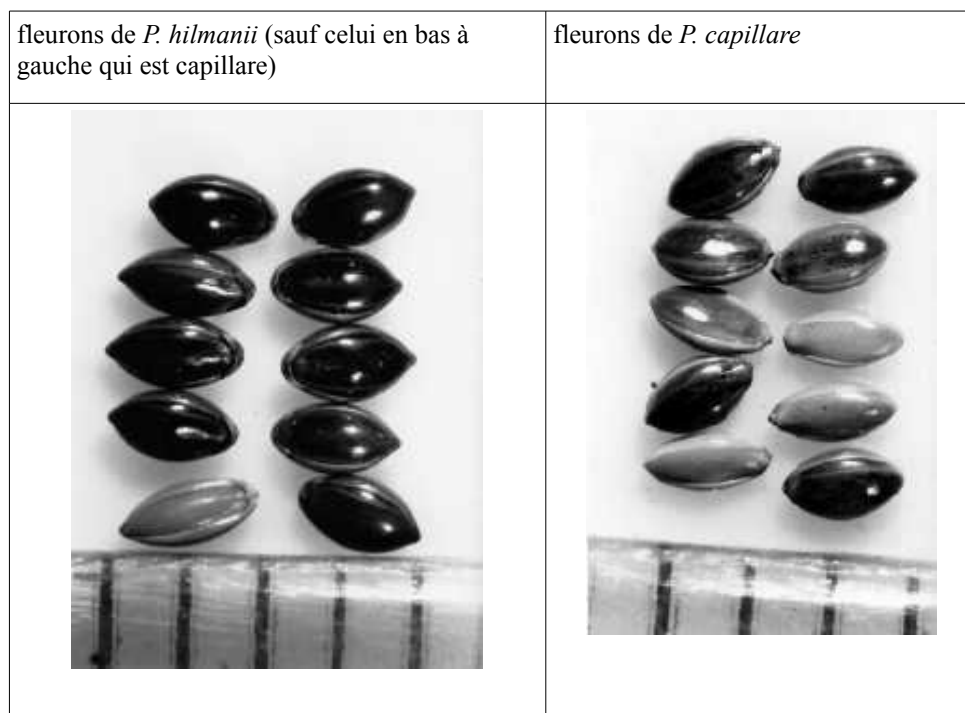 fleurons de P. hilmanii (sauf celui en bas à
gauche qui est capillare)
fleurons de P. capillare